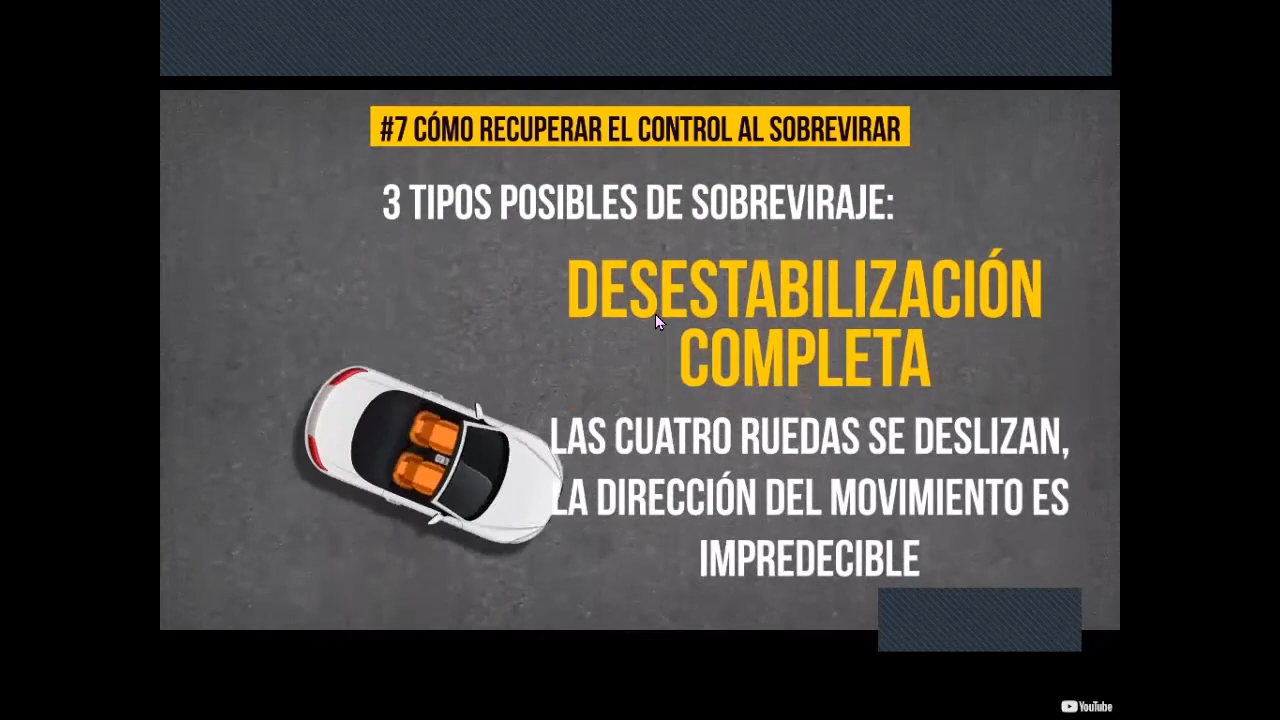 #7 CÓMO RECUPERAR EL CONTROL AL SOBREVIRAR
3 TIPOS POSIBLES DE SOBREVIRAJE:
DESESTABILIZACIÓN
COMPLETA
LAS CUATRO RUEDAS SE DESLIZAN,
LA DIRECCIÓN DEL MOVIMIENTO ES
IMPREDECIBLE
YouTube